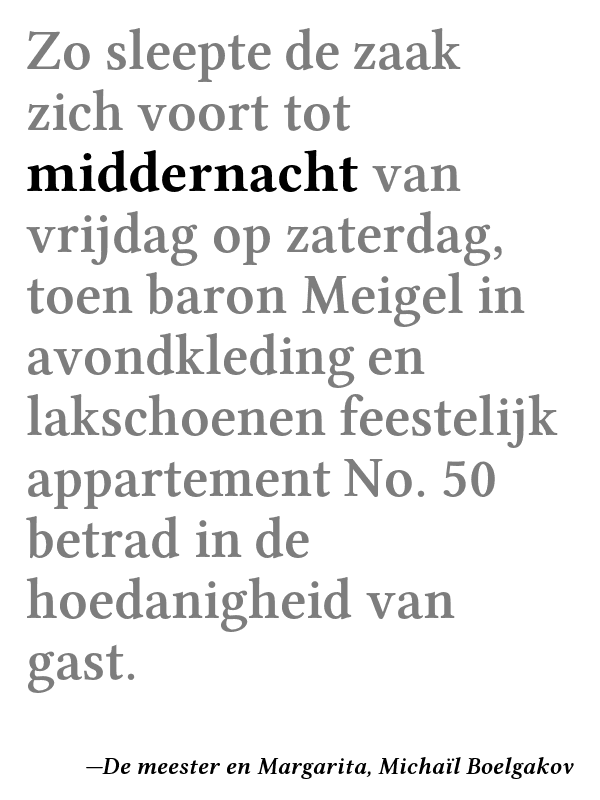 Zo sleepte de zaak
zich voort tot
middernacht van
vrijdag op zaterdag,
toen baron Meigel in
avondkleding en
lakschoenen feestelijk
appartement No. 50
betrad in de
hoedanigheid van
gast.
—De meester en Margarita, Michaïl Boelgakov